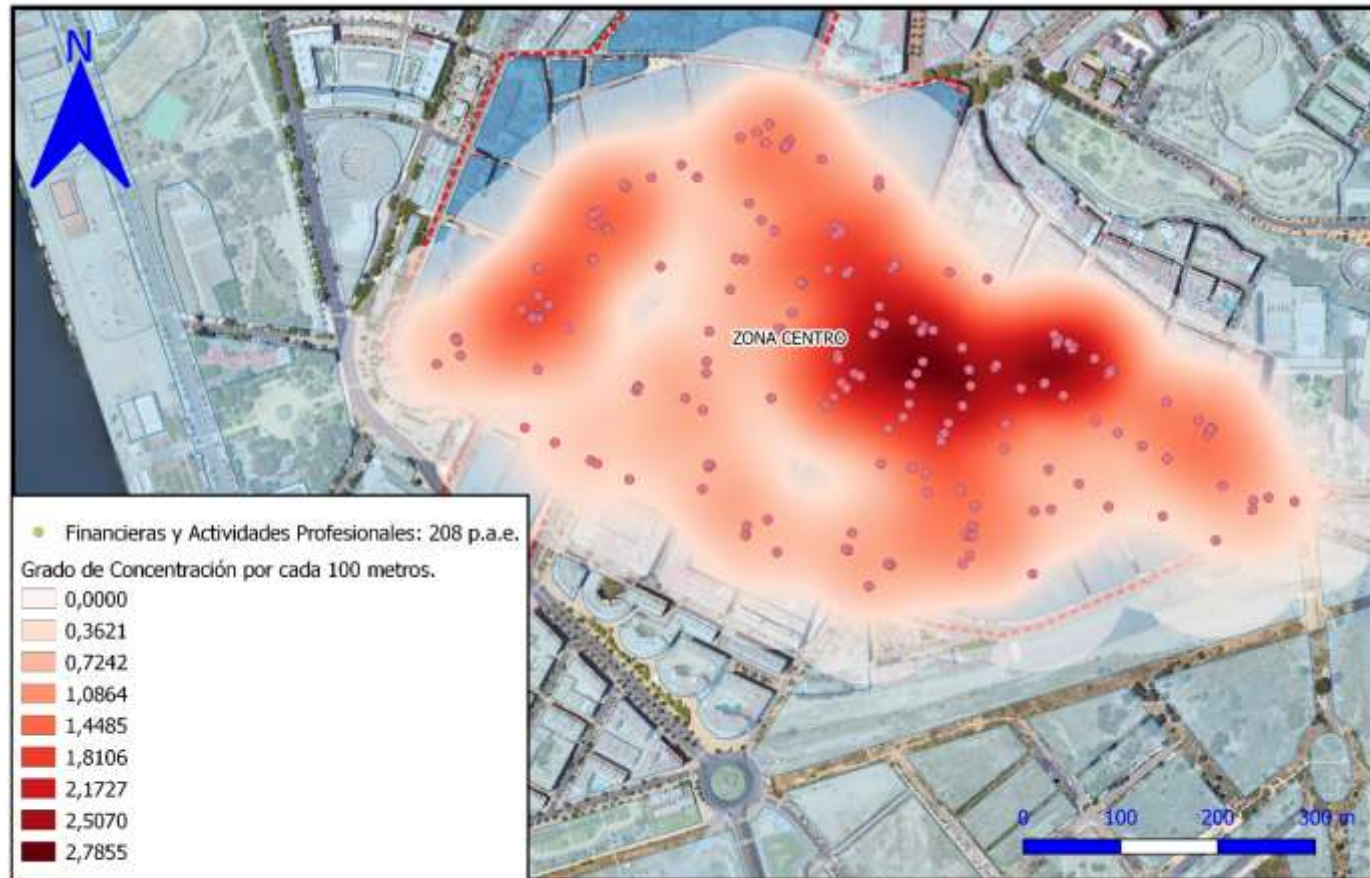 N
ZONA CENTRO
Financieras y Actividades Profesionales: 208 p.a.e.
Grado de Concentración por cada 100 metros.
0,0000
0,3621
0,7242
1,0864
1,4485
1,8106
2,1727
2,5070
2,7855
0 100 200 300 m